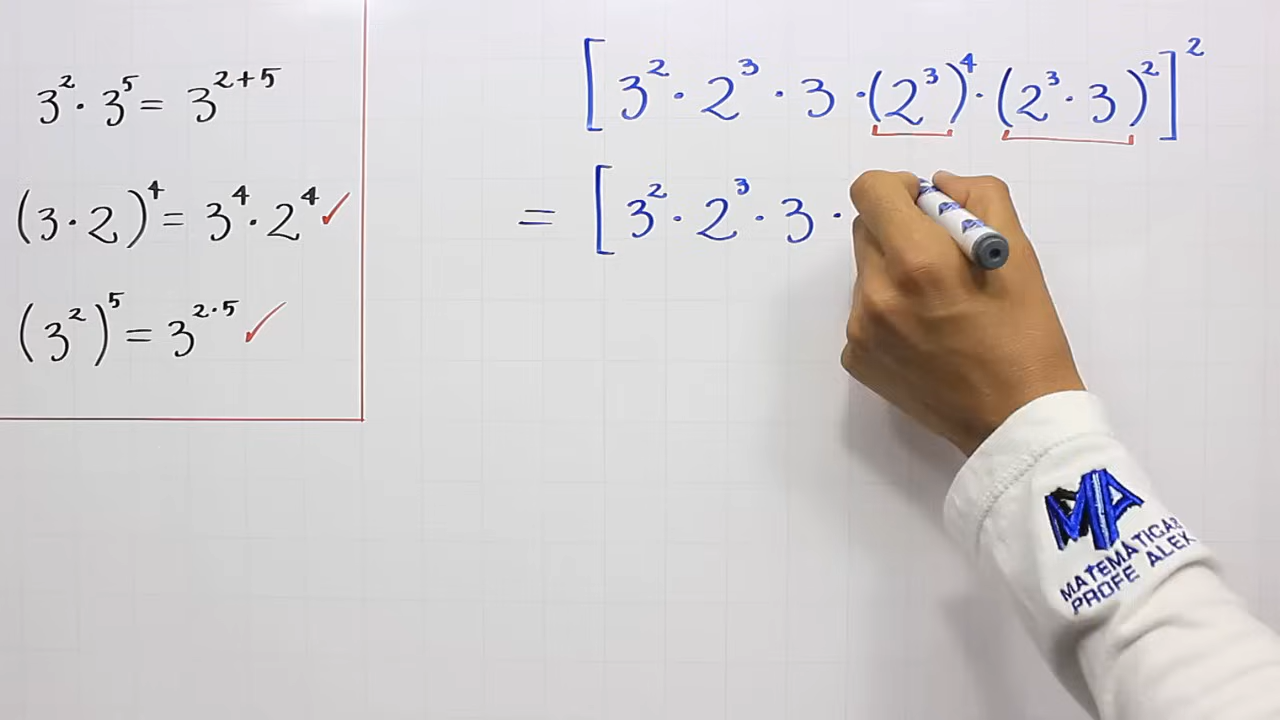 3² · 3⁵ = 3²⁺⁵
(3 · 2)⁴ = 3⁴ · 2⁴ ✓
(3²)⁵ = 3²˙⁵ ✓
[3² · 2³ · 3 · (2³)⁴ · (2³ · 3)²]²
= [3² · 2³ · 3 ·
MA
MATEMÁTICAS
PROFE ALEX